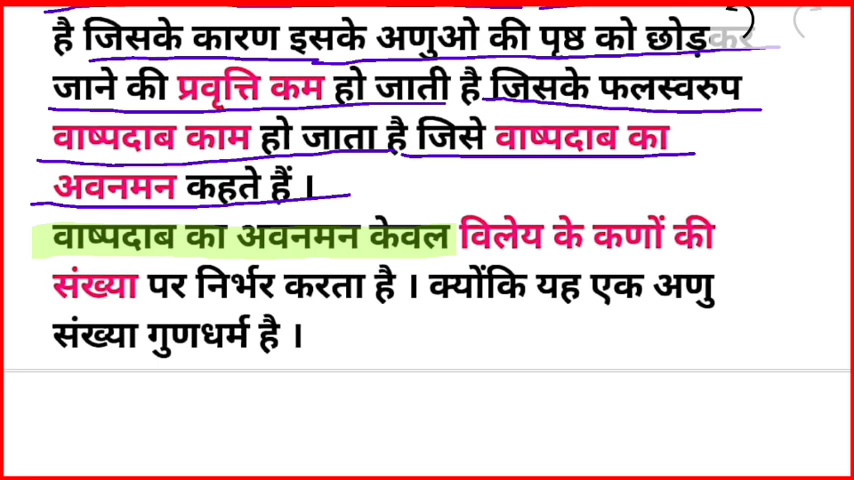 है जिसके कारण इसके अणुओ की पृष्ठ को छोड़कर
जाने की प्रवृत्ति कम हो जाती है जिसके फलस्वरुप
वाष्पदाब काम हो जाता है जिसे वाष्पदाब का
अवनमन कहते हैं ।
वाष्पदाब का अवनमन केवल विलेय के कणों की
संख्या पर निर्भर करता है । क्योंकि यह एक अणु
संख्या गुणधर्म है ।